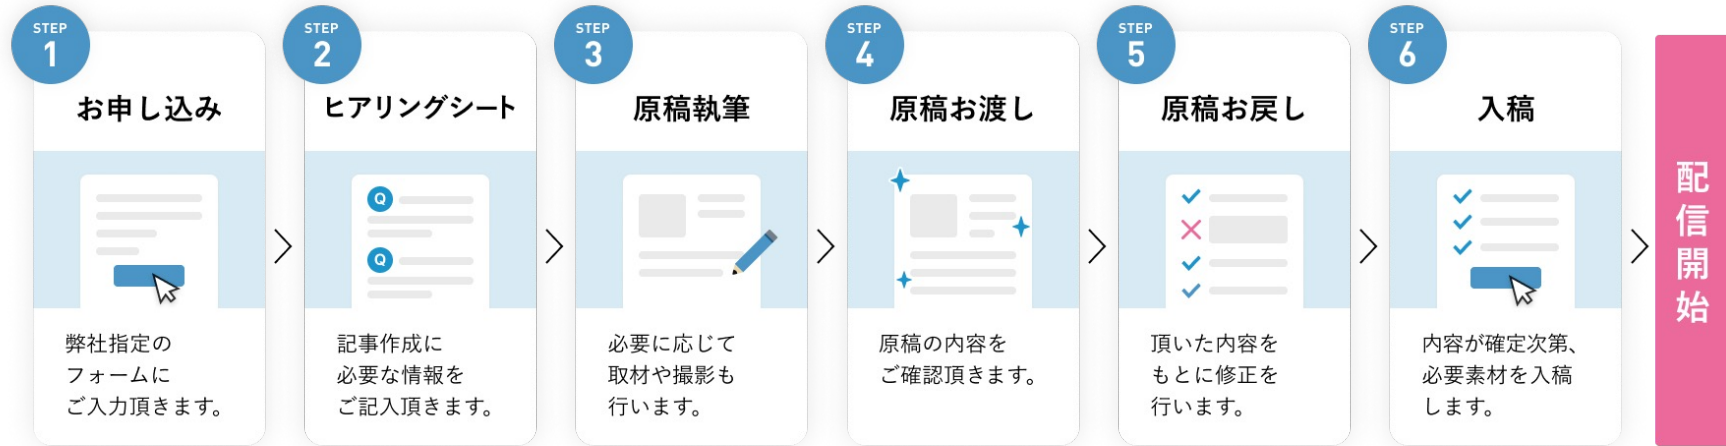 STEP
1
お申し込み
弊社指定の
フォームに
ご入力頂きます。
STEP
2
ヒアリングシート
Q
Q
記事作成に
必要な情報を
ご記入頂きます。
STEP
3
原稿執筆
必要に応じて
取材や撮影も
行います。
STEP
4
原稿お渡し
原稿の内容を
ご確認頂きます。
STEP
5
原稿お戻し
頂いた内容を
もとに修正を
行います。
STEP
6
入稿
内容が確定次第、
必要素材を入稿
します。
配信開始